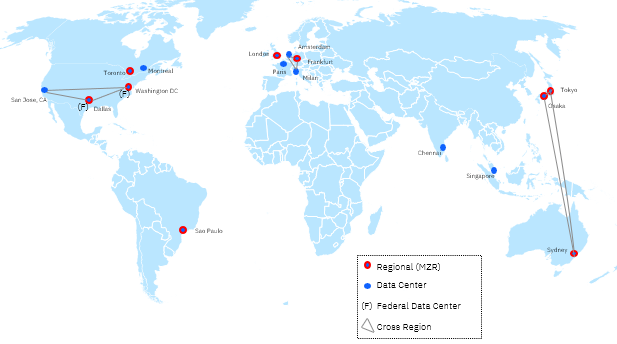 London
Amsterdam
Frankfurt
Paris
Milan
Toronto
Montreal
San Jose, CA
Washington DC
(F)
(F)
Dallas
Tokyo
Osaka
Chennai
Singapore
Sao Paulo
Sydney
Regional (MZR)
Data Center
(F) Federal Data Center
Cross Region